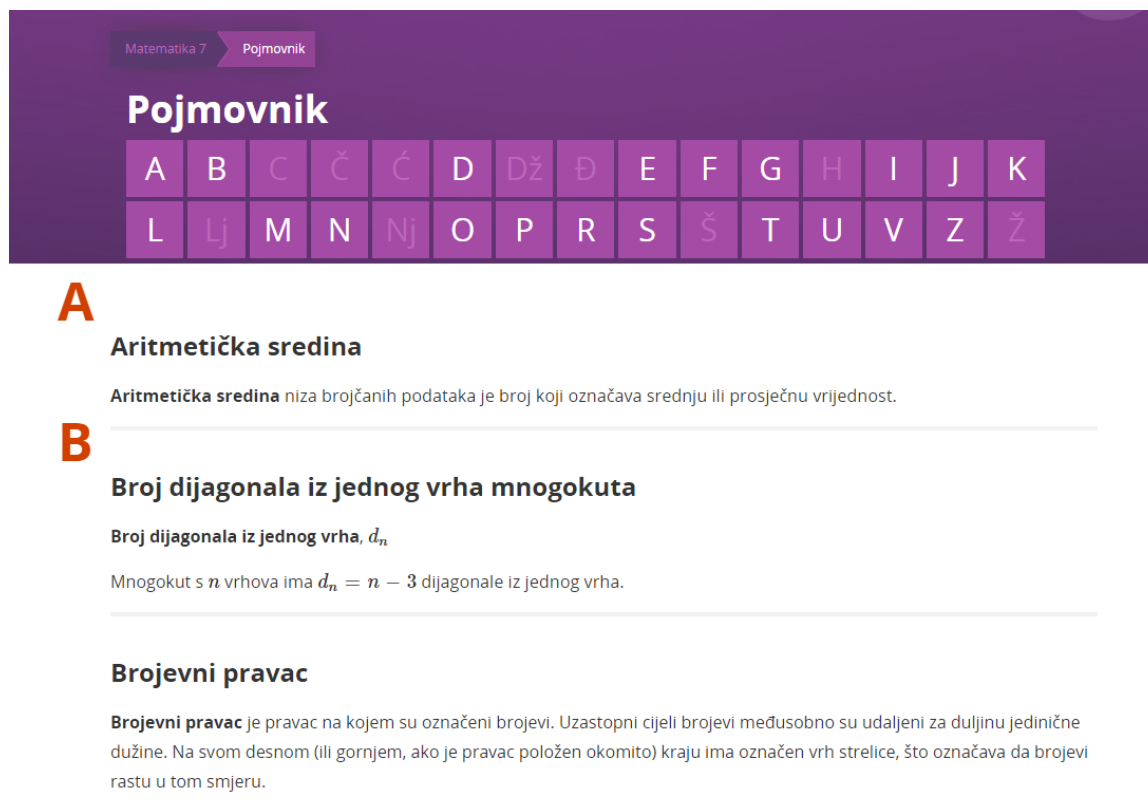 Matematika 7 Pojmovnik
Pojmovnik
A B C Č Ć D Dž Đ E F G H I J K
L Lj M N Nj O P R S Š T U V Z Ž
A
Aritmetička sredina
Aritmetička sredina niza brojčanih podataka je broj koji označava srednju ili prosječnu vrijednost.
B
Broj dijagonala iz jednog vrha mnogokuta
Broj dijagonala iz jednog vrha, dₙ
Mnogokut s n vrhova ima dₙ = n − 3 dijagonale iz jednog vrha.
Brojevni pravac
Brojevni pravac je pravac na kojem su označeni brojevi. Uzastopni cijeli brojevi međusobno su udaljeni za duljinu jedinične
dužine. Na svom desnom (ili gornjem, ako je pravac položen okomito) kraju ima označen vrh strelice, što označava da brojevi
rastu u tom smjeru.